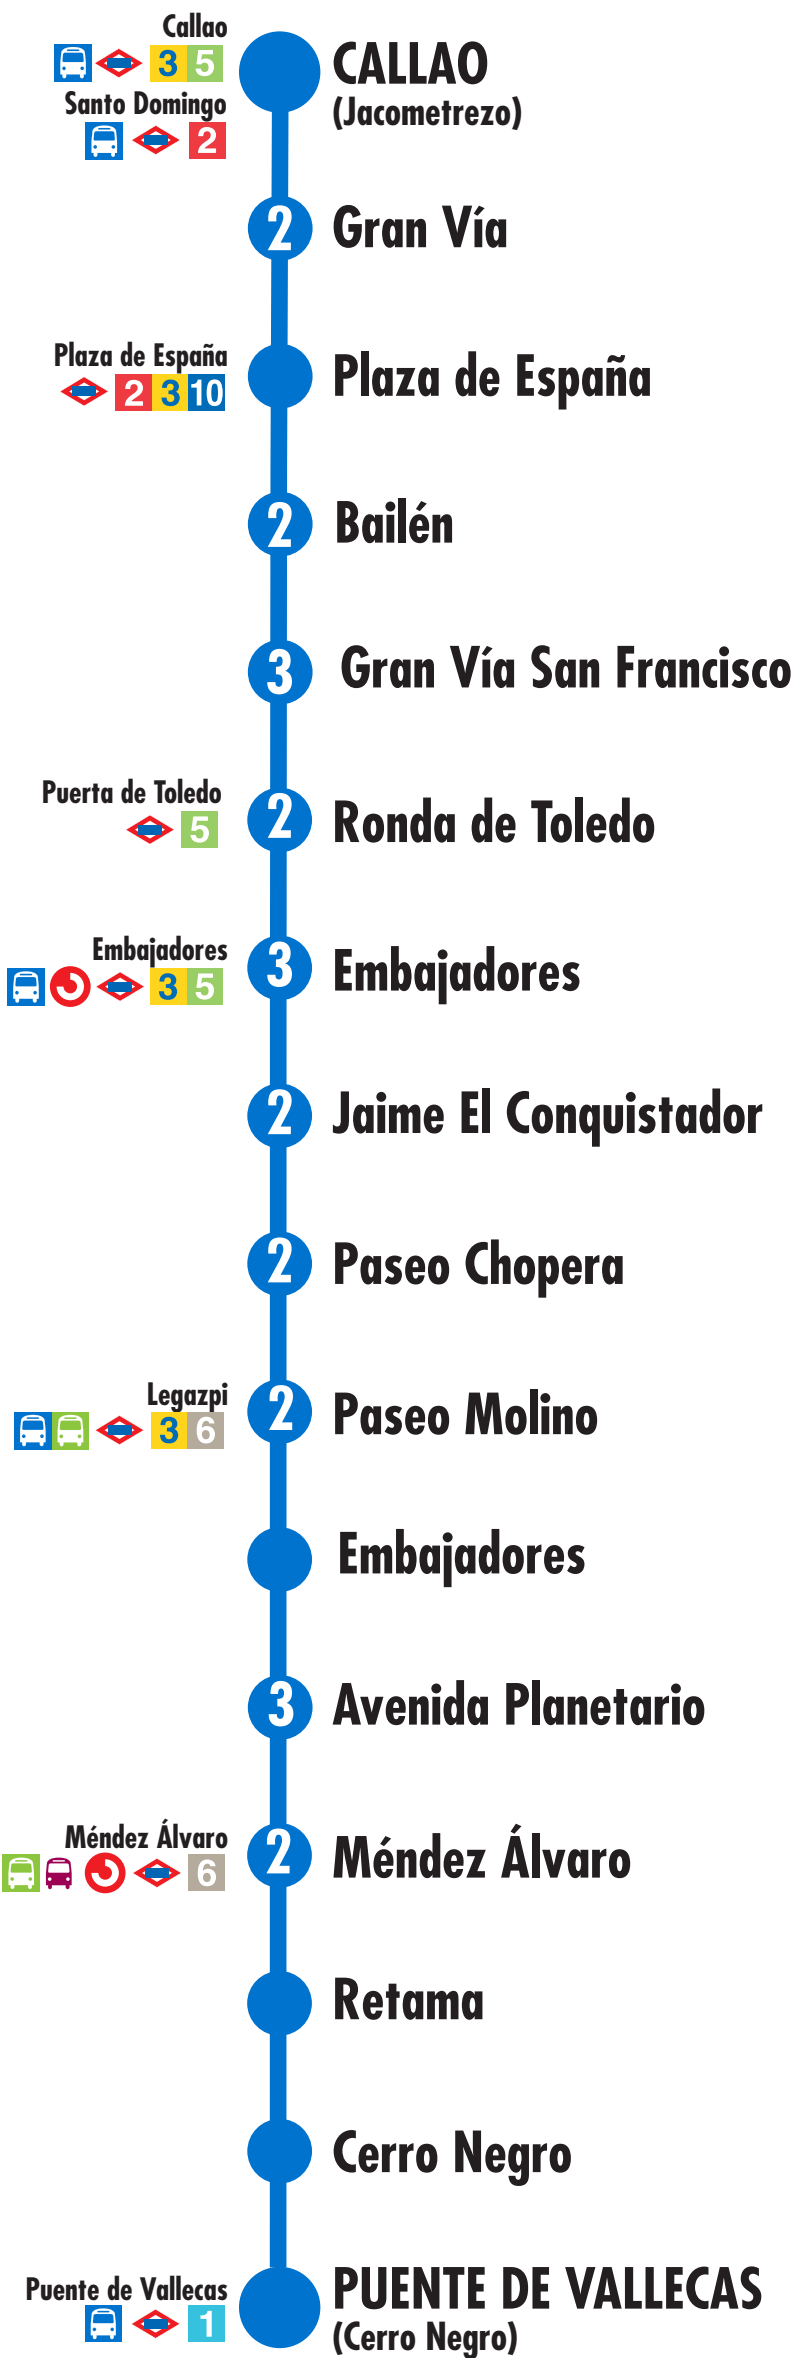 Callao
3 5
CALLAO
Santo Domingo
(Jacometrezo)
2
2
Gran Vía
Plaza de España
2 3 10
Plaza de España
2
Bailén
3
Gran Vía San Francisco
Puerta de Toledo
5
2
Ronda de Toledo
Embajadores
3 5
3
Embajadores
2
Jaime El Conquistador
2
Paseo Chopera
Legazpi
3 6
2
Paseo Molino
Embajadores
3
Avenida Planetario
Méndez Álvaro
6
2
Méndez Álvaro
Retama
Cerro Negro
Puente de Vallecas
1
PUENTE DE VALLECAS
(Cerro Negro)